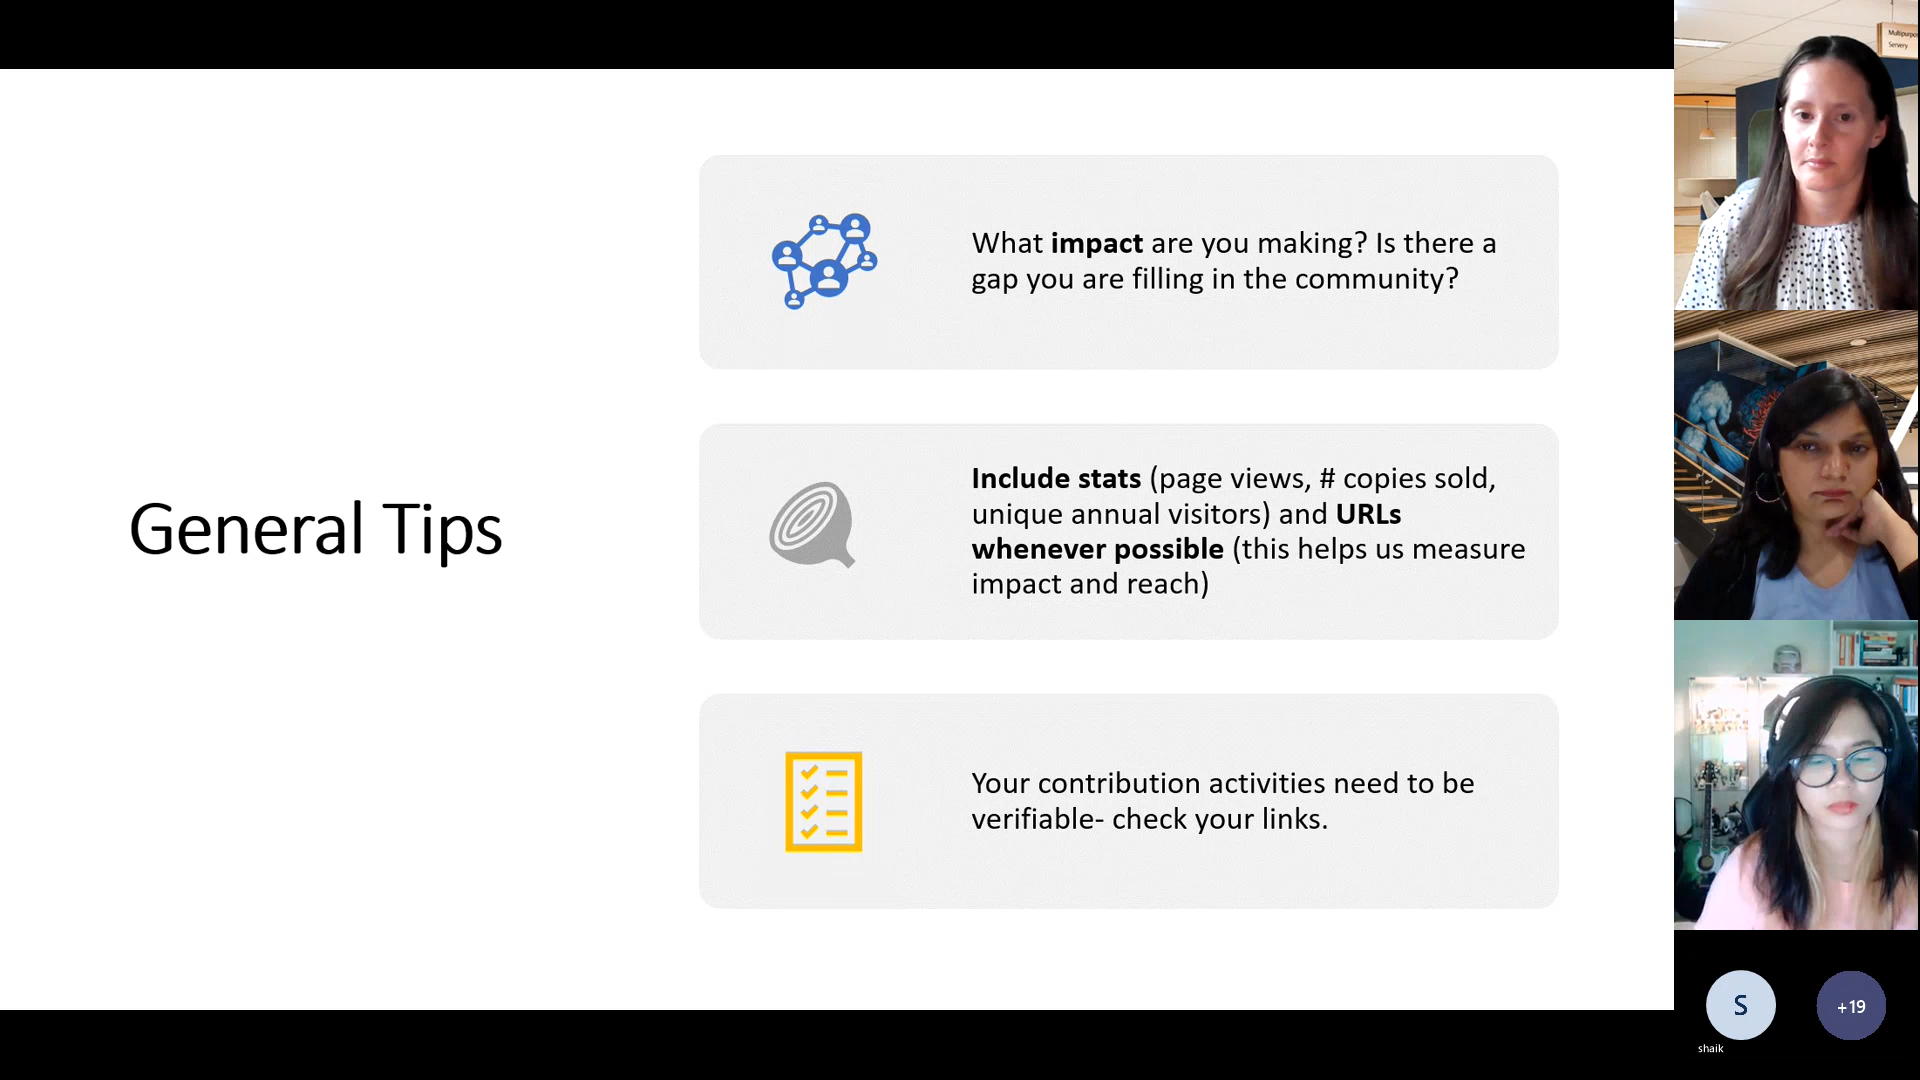 General Tips
What impact are you making? Is there a
gap you are filling in the community?
Include stats (page views, # copies sold,
unique annual visitors) and URLs
whenever possible (this helps us measure
impact and reach)
Your contribution activities need to be
verifiable- check your links.
Multipurpo
Servery
S
+19
shaik